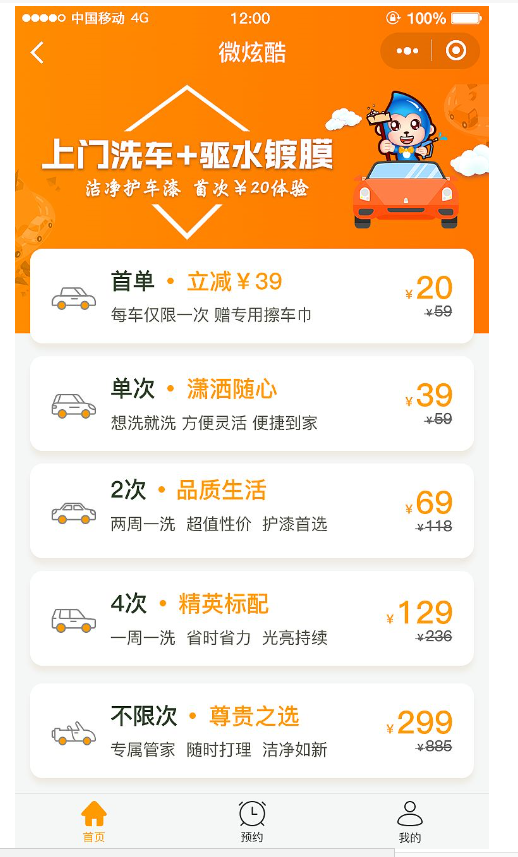 中国移动 4G 12:00 100%
微炫酷
上门洗车+驱水镀膜
洁净护车漆 首次￥20体验
首单 • 立减￥39
每车仅限一次 赠专用擦车巾
￥20
￥59
单次 • 潇洒随心
想洗就洗 方便灵活 便捷到家
￥39
￥59
2次 • 品质生活
两周一洗 超值性价 护漆首选
￥69
￥118
4次 • 精英标配
一周一洗 省时省力 光亮持续
￥129
￥236
不限次 • 尊贵之选
专属管家 随时打理 洁净如新
￥299
￥885
首页 预约 我的